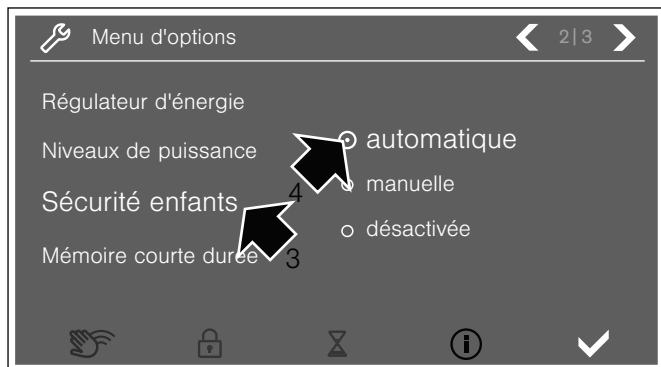 Menu d'options
2|3
Régulateur d'énergie
Niveaux de puissance
Sécurité enfants
Mémoire courte durée
automatique
manuelle
désactivée
4
3